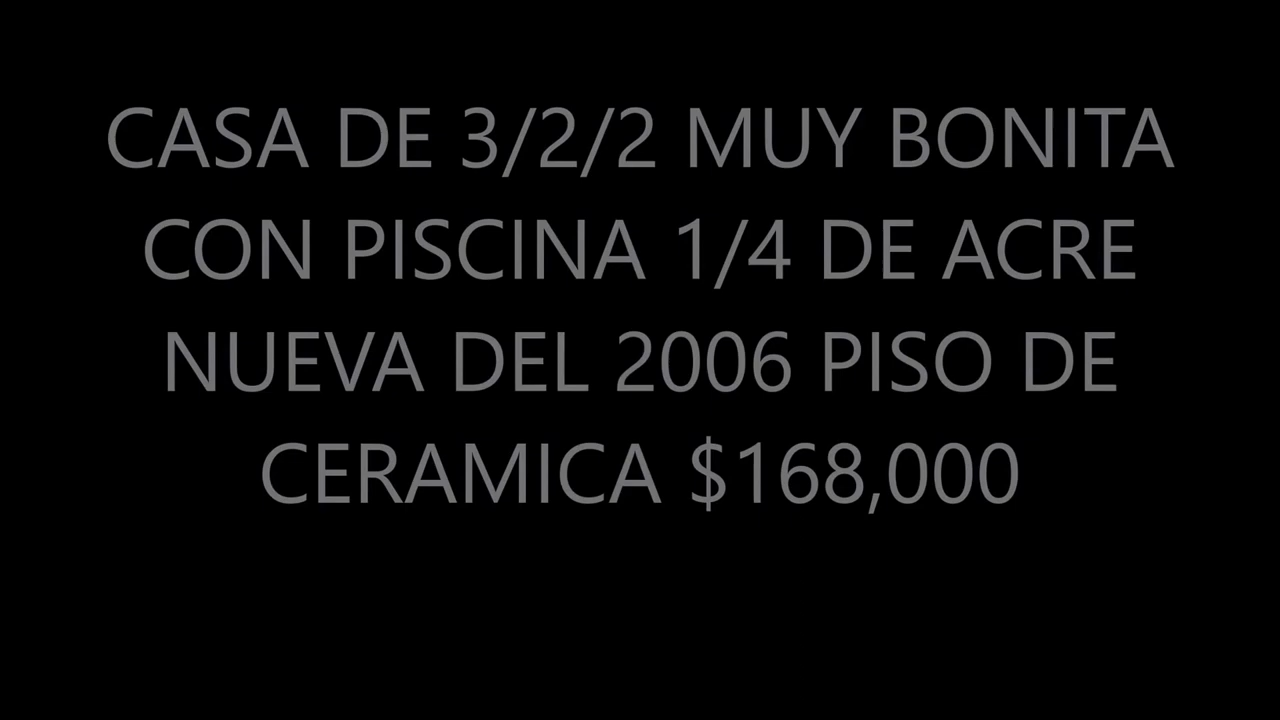 CASA DE 3/2/2 MUY BONITA
CON PISCINA 1/4 DE ACRE
NUEVA DEL 2006 PISO DE
CERAMICA $168,000